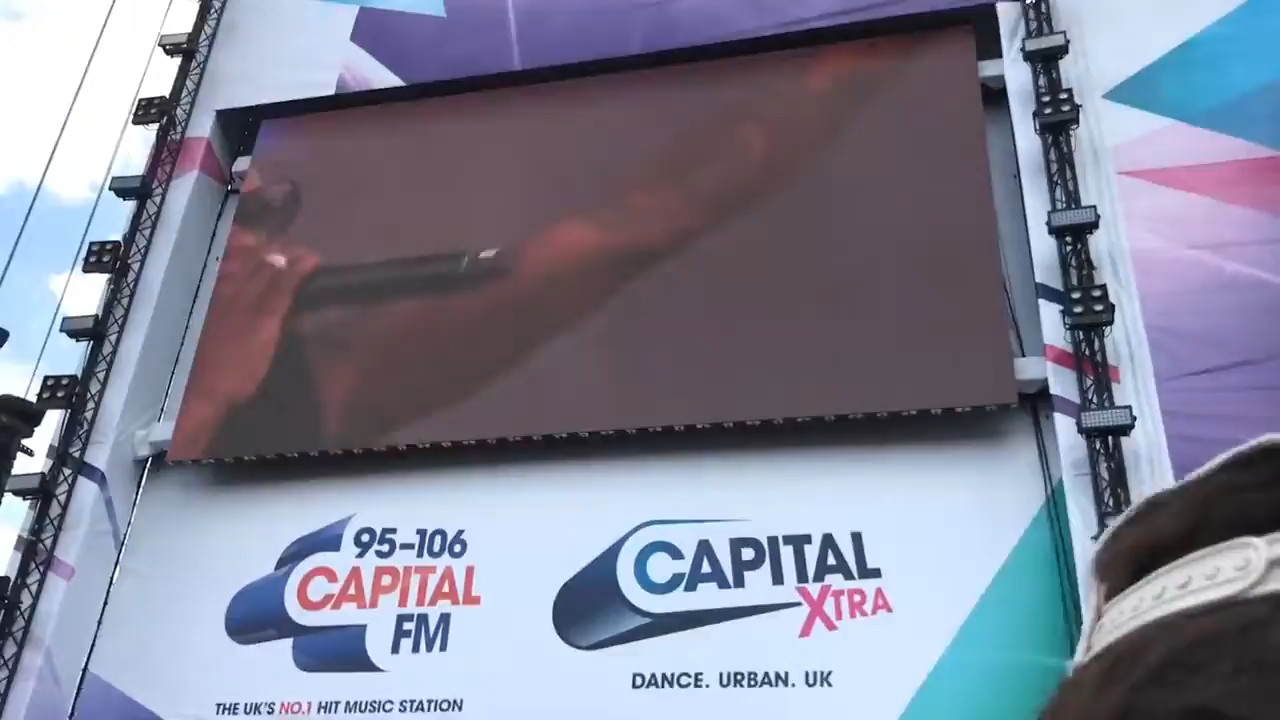 95-106
CAPITAL
FM
THE UK'S NO.1 HIT MUSIC STATION
CAPITAL
XTRA
DANCE. URBAN. UK